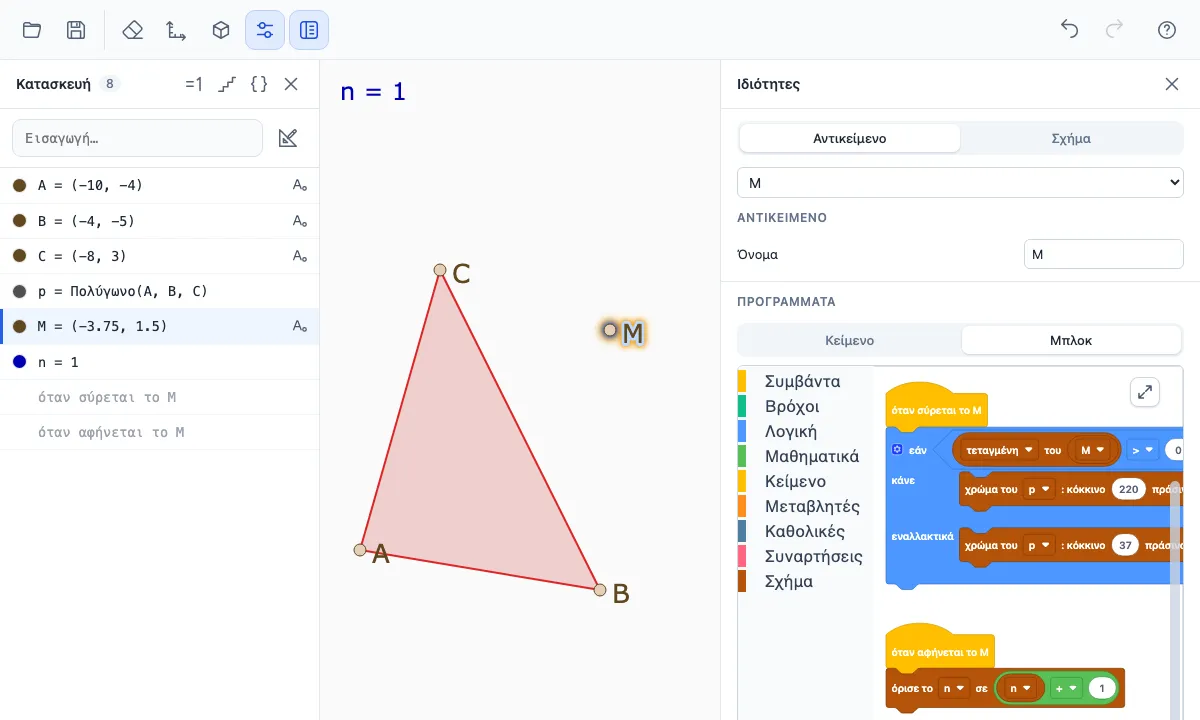 Κατασκευή 8
=1
{}
Εισαγωγή…
A = (−10, −4)
B = (−4, −5)
C = (−8, 3)
p = Πολύγωνο(A, B, C)
M = (−3.75, 1.5)
n = 1
όταν σύρεται το M
όταν αφήνεται το M
n = 1
C
M
A
B
Ιδιότητες
Αντικείμενο Σχήμα
M
ΑΝΤΙΚΕΙΜΕΝΟ
Όνομα M
ΠΡΟΓΡΑΜΜΑΤΑ
Κείμενο Μπλοκ
Συμβάντα
Βρόχοι
Λογική
Μαθηματικά
Κείμενο
Μεταβλητές
Καθολικές
Συναρτήσεις
Σχήμα
όταν σύρεται το M
εάν τεταγμένη του M > 0
κάνε χρώμα του p : κόκκινο 220
εναλλακτικά χρώμα του p : κόκκινο 37
όταν αφήνεται το M
όρισε το n σε n + 1